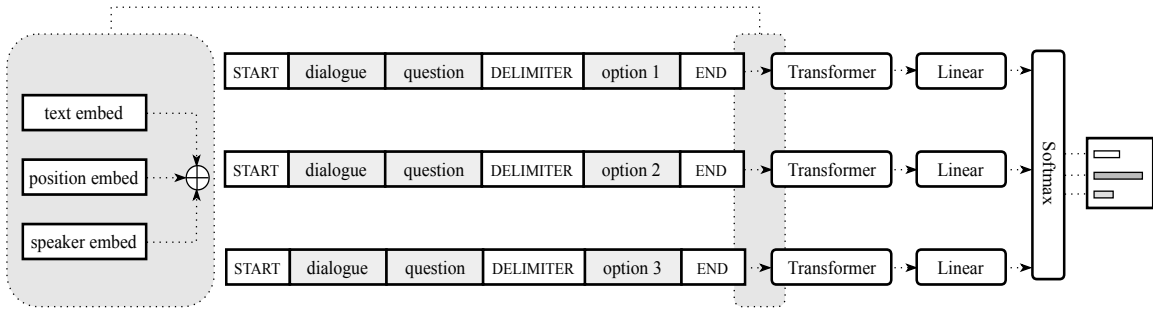 text embed
position embed
speaker embed
START dialogue question DELIMITER option 1 END Transformer Linear
START dialogue question DELIMITER option 2 END Transformer Linear
START dialogue question DELIMITER option 3 END Transformer Linear
Softmax